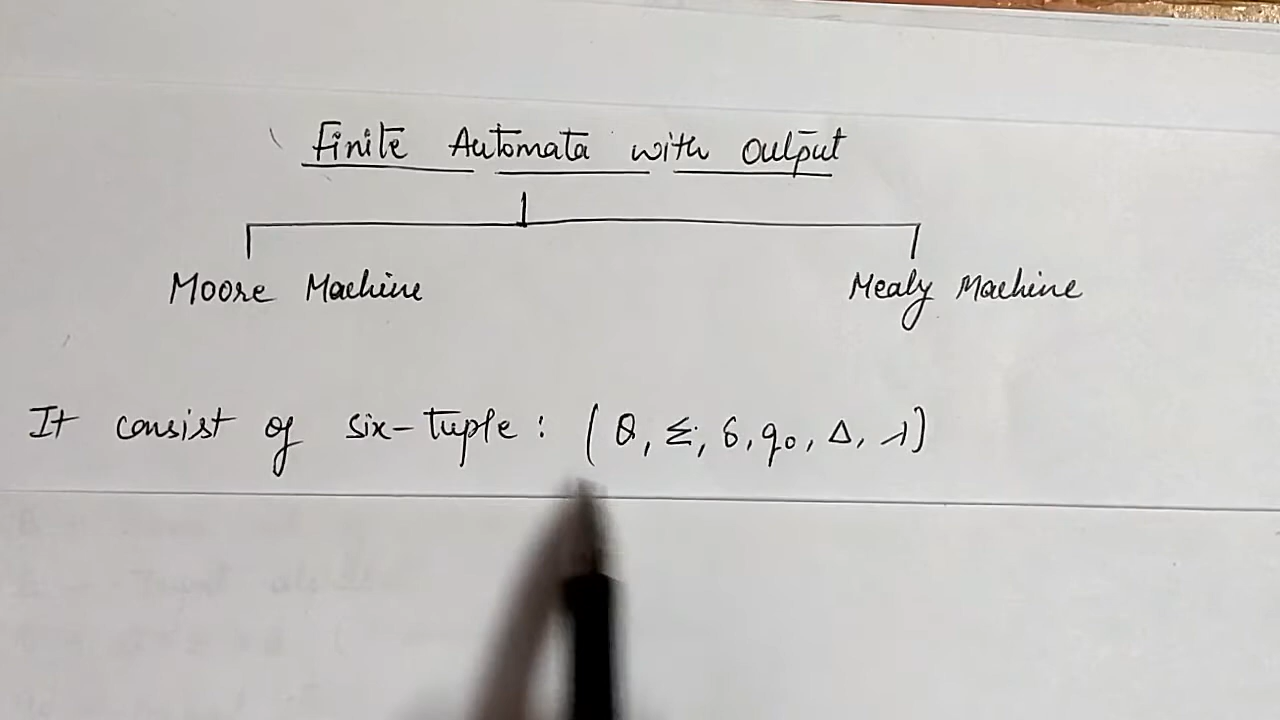 Finite Automata with Output
Moore Machine Mealy Machine
It consist of six-tuple: (Q, Σ, δ, q₀, Δ, λ)